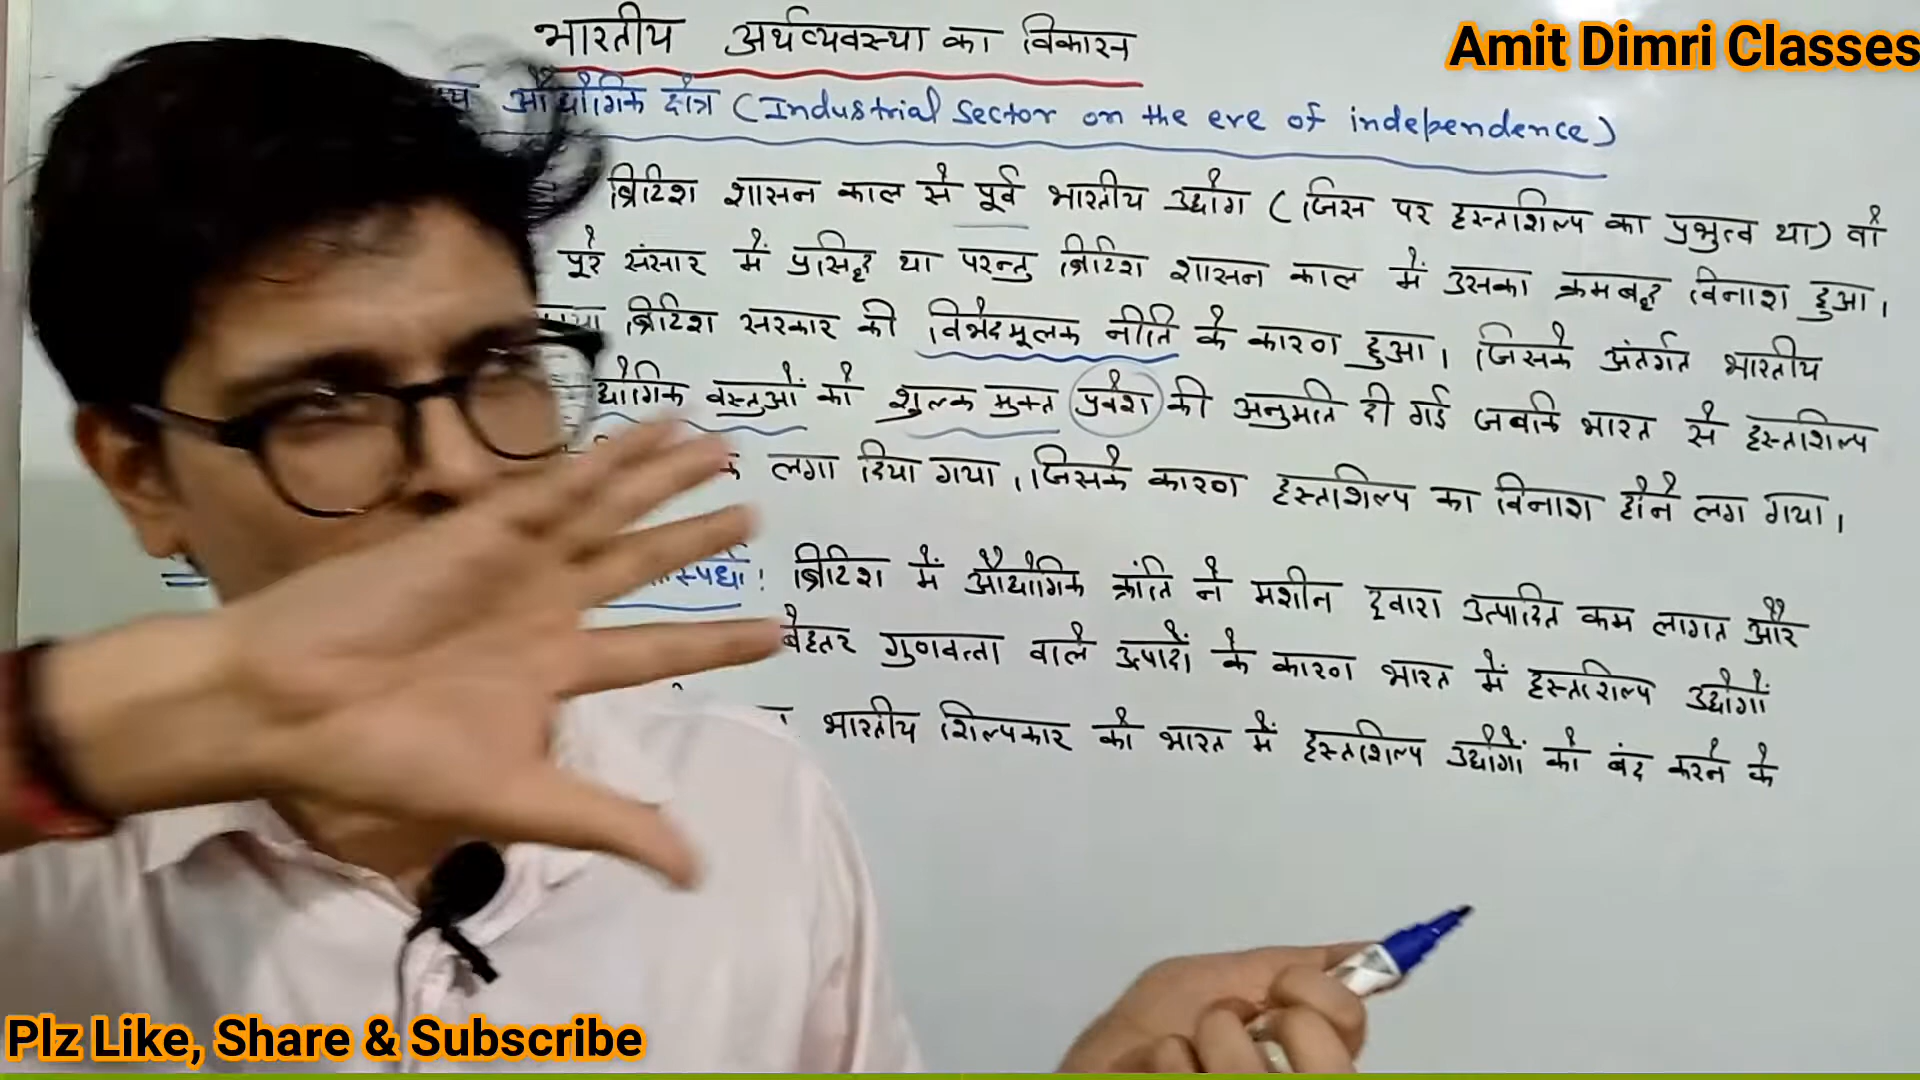 भारतीय अर्थव्यवस्था का विकास
Amit Dimri Classes
औद्योगिक क्षेत्र (Industrial Sector on the eve of independence)
ब्रिटिश शासन काल से पूर्व भारतीय उद्योग (जिस पर हस्तशिल्प का प्रभुत्व था) वो
पूरे संसार में प्रसिद्ध था परन्तु ब्रिटिश शासन काल में उसका क्रमबद्ध विनाश हुआ।
ब्रिटिश सरकार की विभेदमूलक नीति के कारण हुआ। जिसके अंतर्गत भारतीय
वस्तुओं को शुल्क मुक्त प्रवेश की अनुमति दी गई जबकि भारत से हस्तशिल्प
लगा दिया गया। जिसके कारण हस्तशिल्प का विनाश होने लग गया।
ब्रिटिश में औद्योगिक क्रांति ने मशीन द्वारा उत्पादित कम लागत और
बेहतर गुणवत्ता वाले उत्पादों के कारण भारत में हस्तशिल्प उद्योगों
भारतीय शिल्पकार को भारत में हस्तशिल्प उद्योगों को बंद करने के
Plz Like, Share & Subscribe